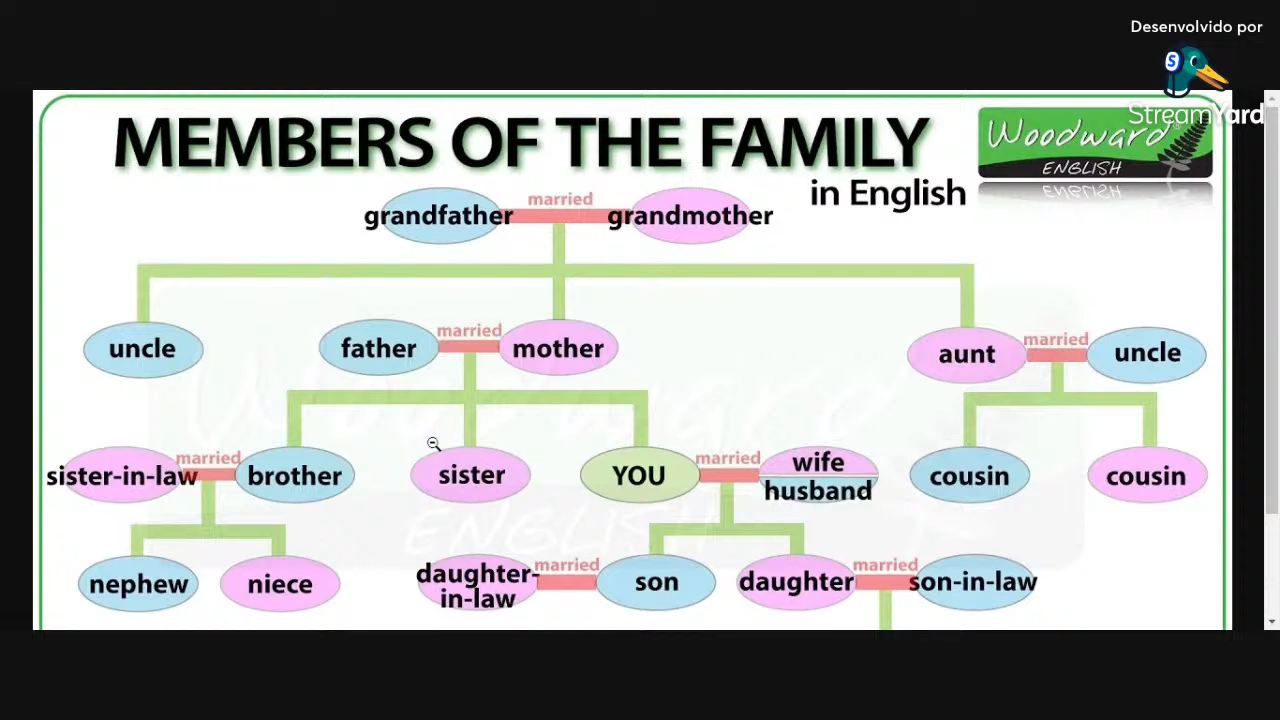 Desenvolvido por
StreamYard
MEMBERS OF THE FAMILY
in English
Woodward®
ENGLISH
grandfather married grandmother
uncle father married mother aunt married uncle
sister-in-law married brother sister YOU married wife husband cousin cousin
nephew niece daughter-in-law married son daughter married son-in-law
Woodward
ENGLISH